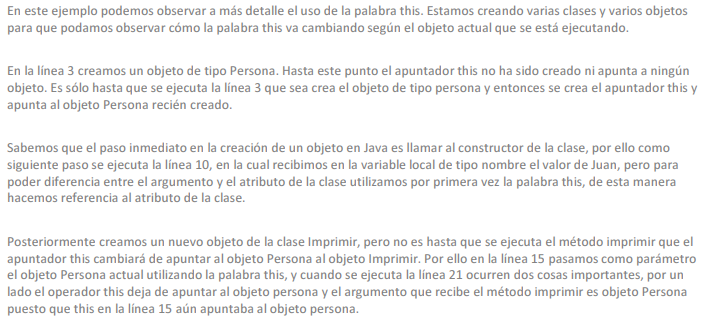 En este ejemplo podemos observar a más detalle el uso de la palabra this. Estamos creando varias clases y varios objetos
para que podamos observar cómo la palabra this va cambiando según el objeto actual que se está ejecutando.
En la línea 3 creamos un objeto de tipo Persona. Hasta este punto el apuntador this no ha sido creado ni apunta a ningún
objeto. Es sólo hasta que se ejecuta la línea 3 que sea crea el objeto de tipo persona y entonces se crea el apuntador this y
apunta al objeto Persona recién creado.
Sabemos que el paso inmediato en la creación de un objeto en Java es llamar al constructor de la clase, por ello como
siguiente paso se ejecuta la línea 10, en la cual recibimos en la variable local de tipo nombre el valor de Juan, pero para
poder diferencia entre el argumento y el atributo de la clase utilizamos por primera vez la palabra this, de esta manera
hacemos referencia al atributo de la clase.
Posteriormente creamos un nuevo objeto de la clase Imprimir, pero no es hasta que se ejecuta el método imprimir que el
apuntador this cambiará de apuntar al objeto Persona al objeto Imprimir. Por ello en la línea 15 pasamos como parámetro
el objeto Persona actual utilizando la palabra this, y cuando se ejecuta la línea 21 ocurren dos cosas importantes, por un
lado el operador this deja de apuntar al objeto persona y el argumento que recibe el método imprimir es objeto Persona
puesto que this en la línea 15 aún apuntaba al objeto persona.